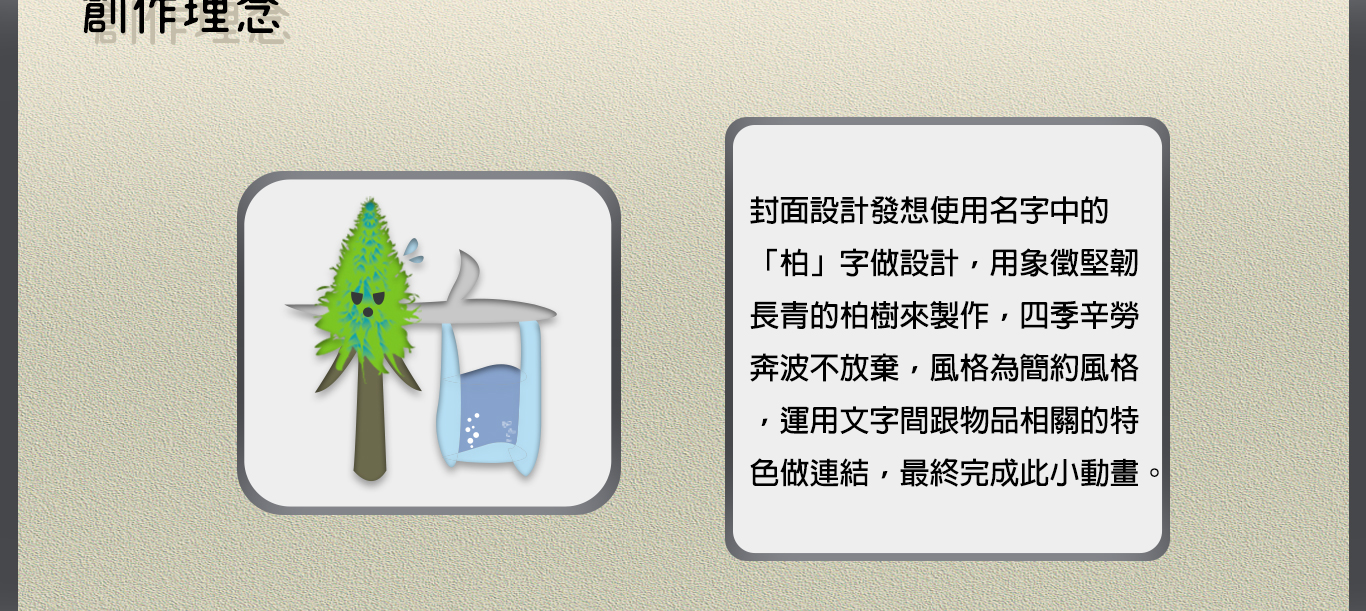 創作理念
封面設計發想使用名字中的
「柏」字做設計，用象徵堅韌
長青的柏樹來製作，四季辛勞
奔波不放棄，風格為簡約風格
，運用文字間跟物品相關的特
色做連結，最終完成此小動畫。